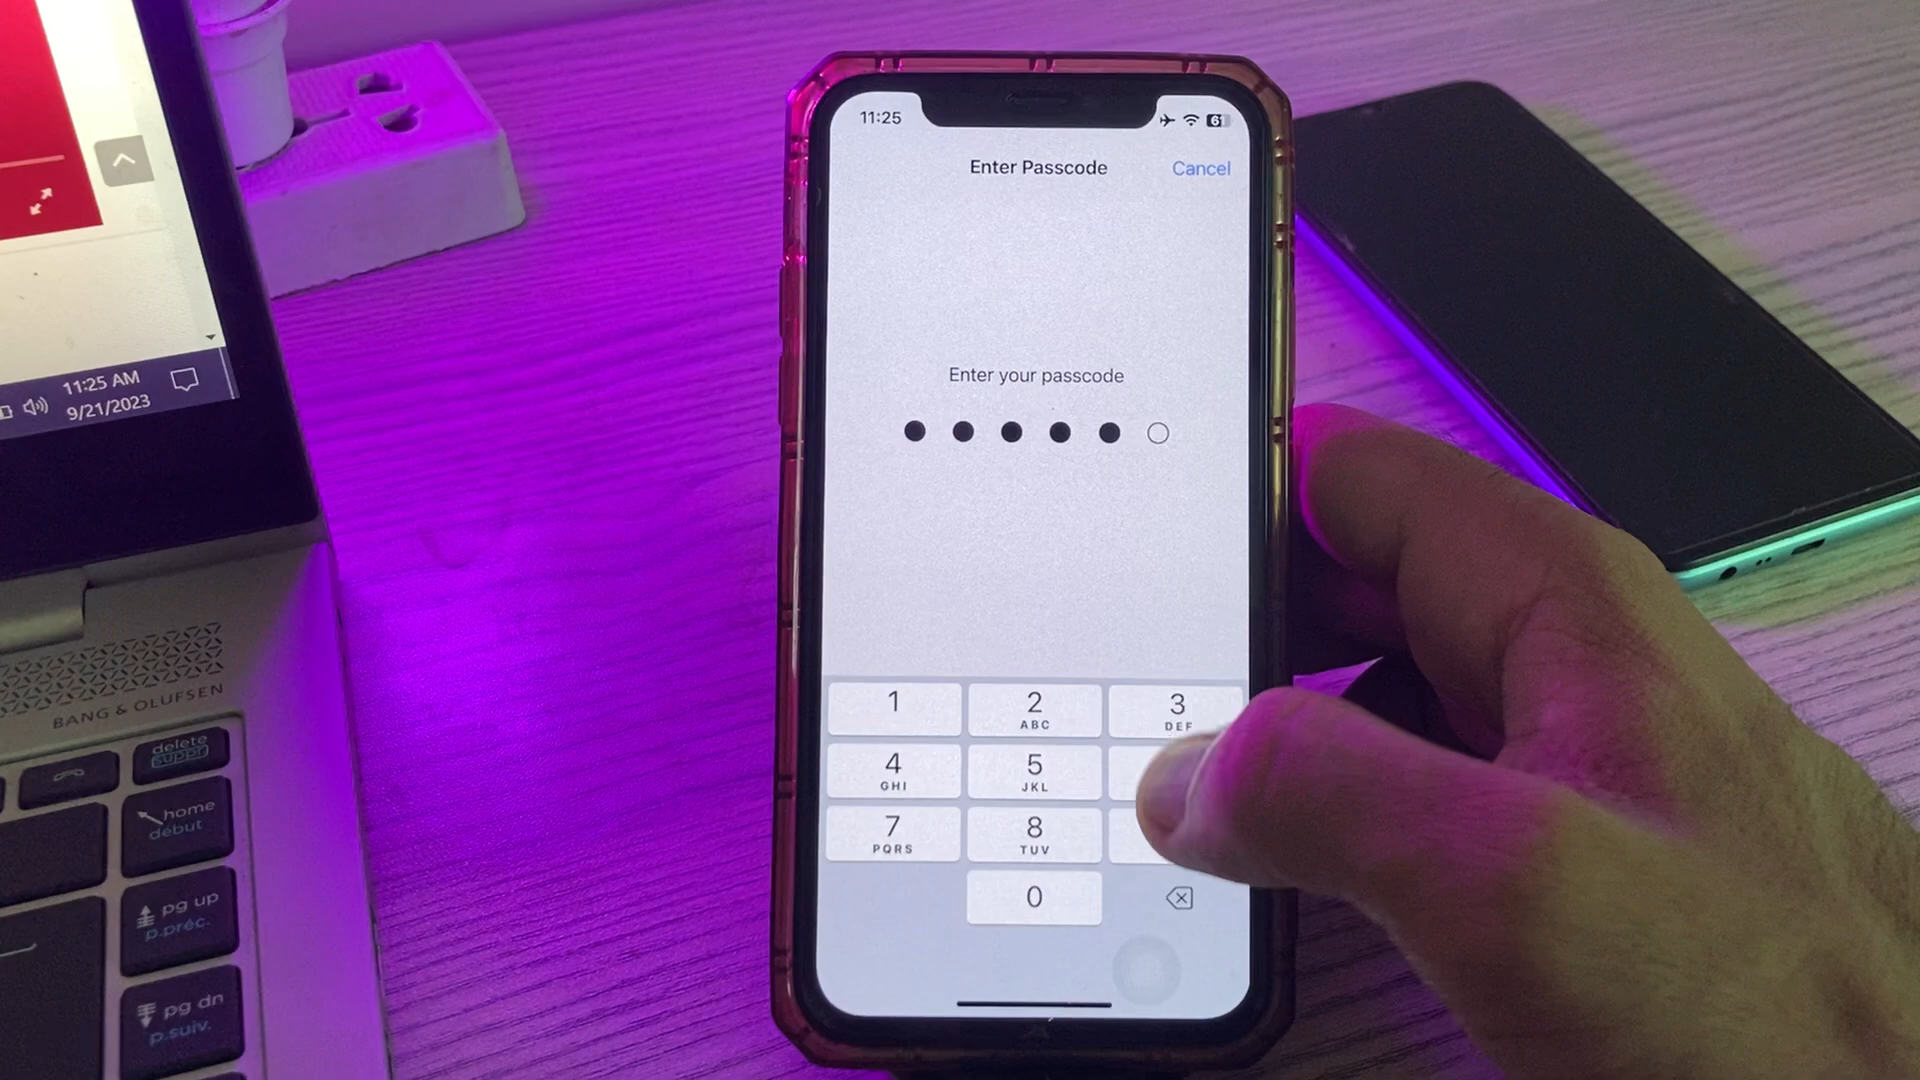 11:25
61
Enter Passcode
Cancel
Enter your passcode
1
2
ABC
3
DEF
4
GHI
5
JKL
7
PQRS
8
TUV
0
11:25 AM
9/21/2023
BANG & OLUFSEN
delete
suppr
home
début
pg up
p.préc.
pg dn
p.suiv.